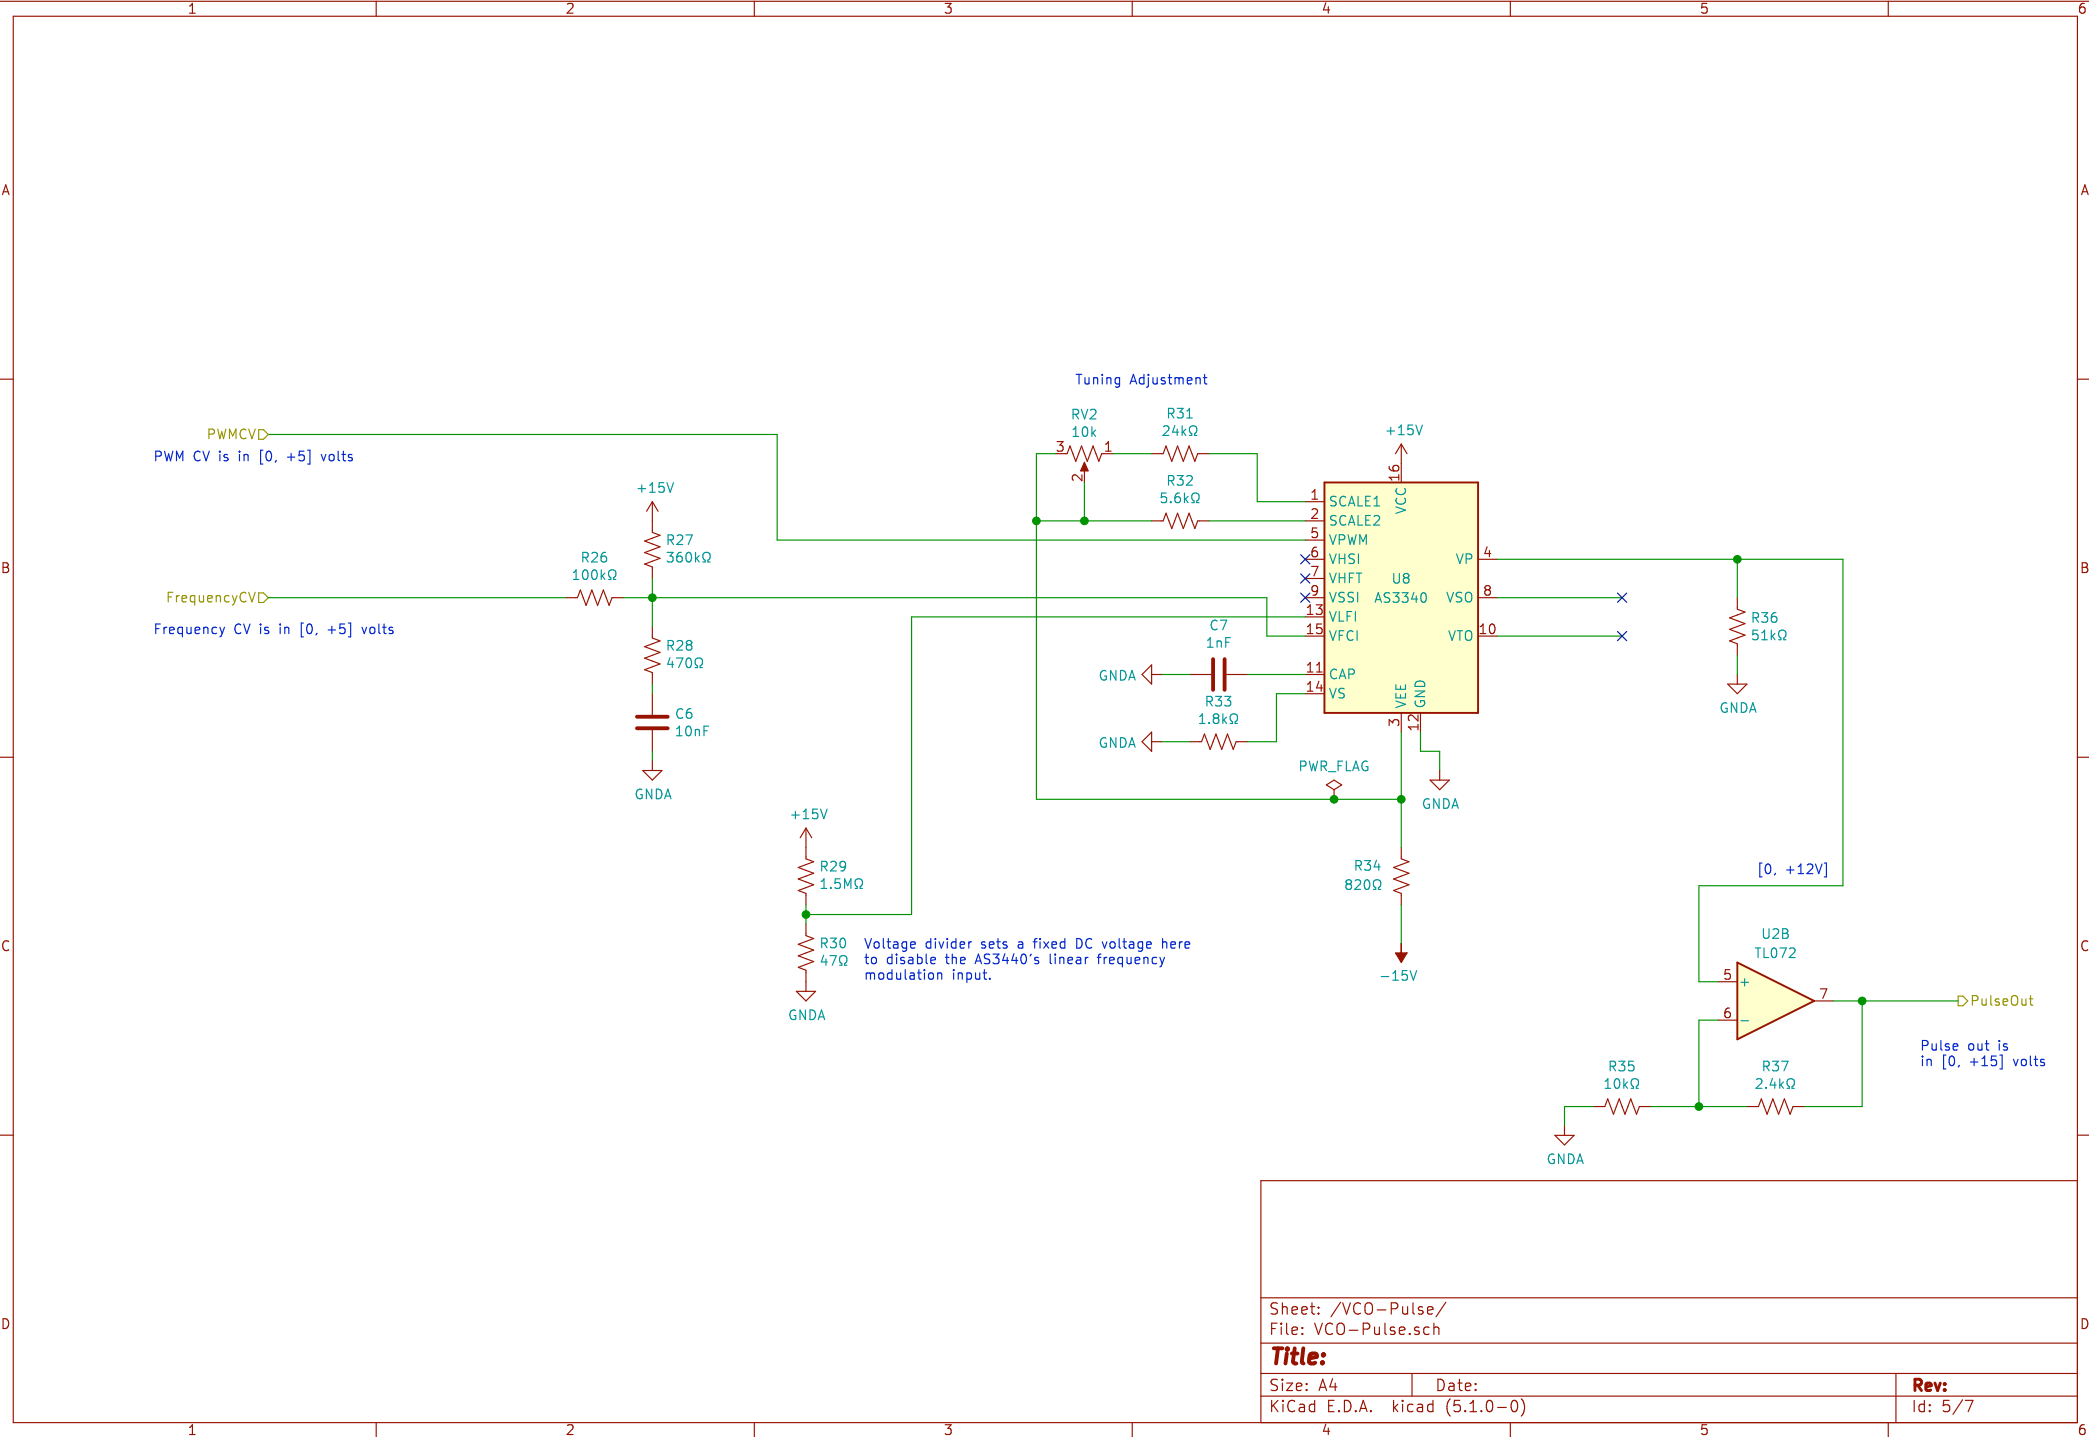 1 2 3 4 5 6
A A
Tuning Adjustment
PWMCV
PWM CV is in [0, +5] volts
RV2
10k
3 1
2
R31
24kΩ
R32
5.6kΩ
+15V
+15V
R27
360kΩ
R26
100kΩ
B B
FrequencyCV
Frequency CV is in [0, +5] volts
R28
470Ω
C6
10nF
GNDA
16
VCC
1 SCALE1
2 SCALE2
5 VPWM
6 VHSI
7 VHFT
9 VSSI
13 VLFI
15 VFCI
11 CAP
14 VS
U8
AS3340
VP 4
VSO 8
VTO 10
VEE GND
3 12
C7
1nF
GNDA
R33
1.8kΩ
GNDA
PWR_FLAG
GNDA
R36
51kΩ
GNDA
+15V
R29
1.5MΩ
R30
47Ω
GNDA
Voltage divider sets a fixed DC voltage here
to disable the AS3440's linear frequency
modulation input.
R34
820Ω
-15V
[0, +12V]
C C
U2B
TL072
5 +
6 −
7
PulseOut
Pulse out is
in [0, +15] volts
R35
10kΩ
R37
2.4kΩ
GNDA
D D
Sheet: /VCO-Pulse/
File: VCO-Pulse.sch
Title:
Size: A4 Date: Rev:
KiCad E.D.A. kicad (5.1.0-0) Id: 5/7
1 2 3 4 5 6